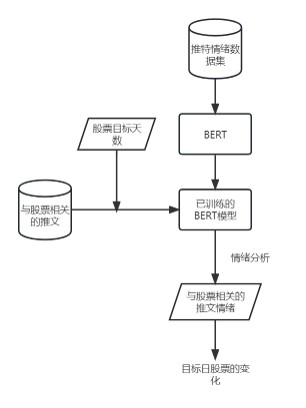 推特情绪数
据集
股票目标天
数
BERT
与股票相关
的推文
已训练的
BERT模型
情绪分析
与股票相关的
推文情绪
目标日股票的变
化